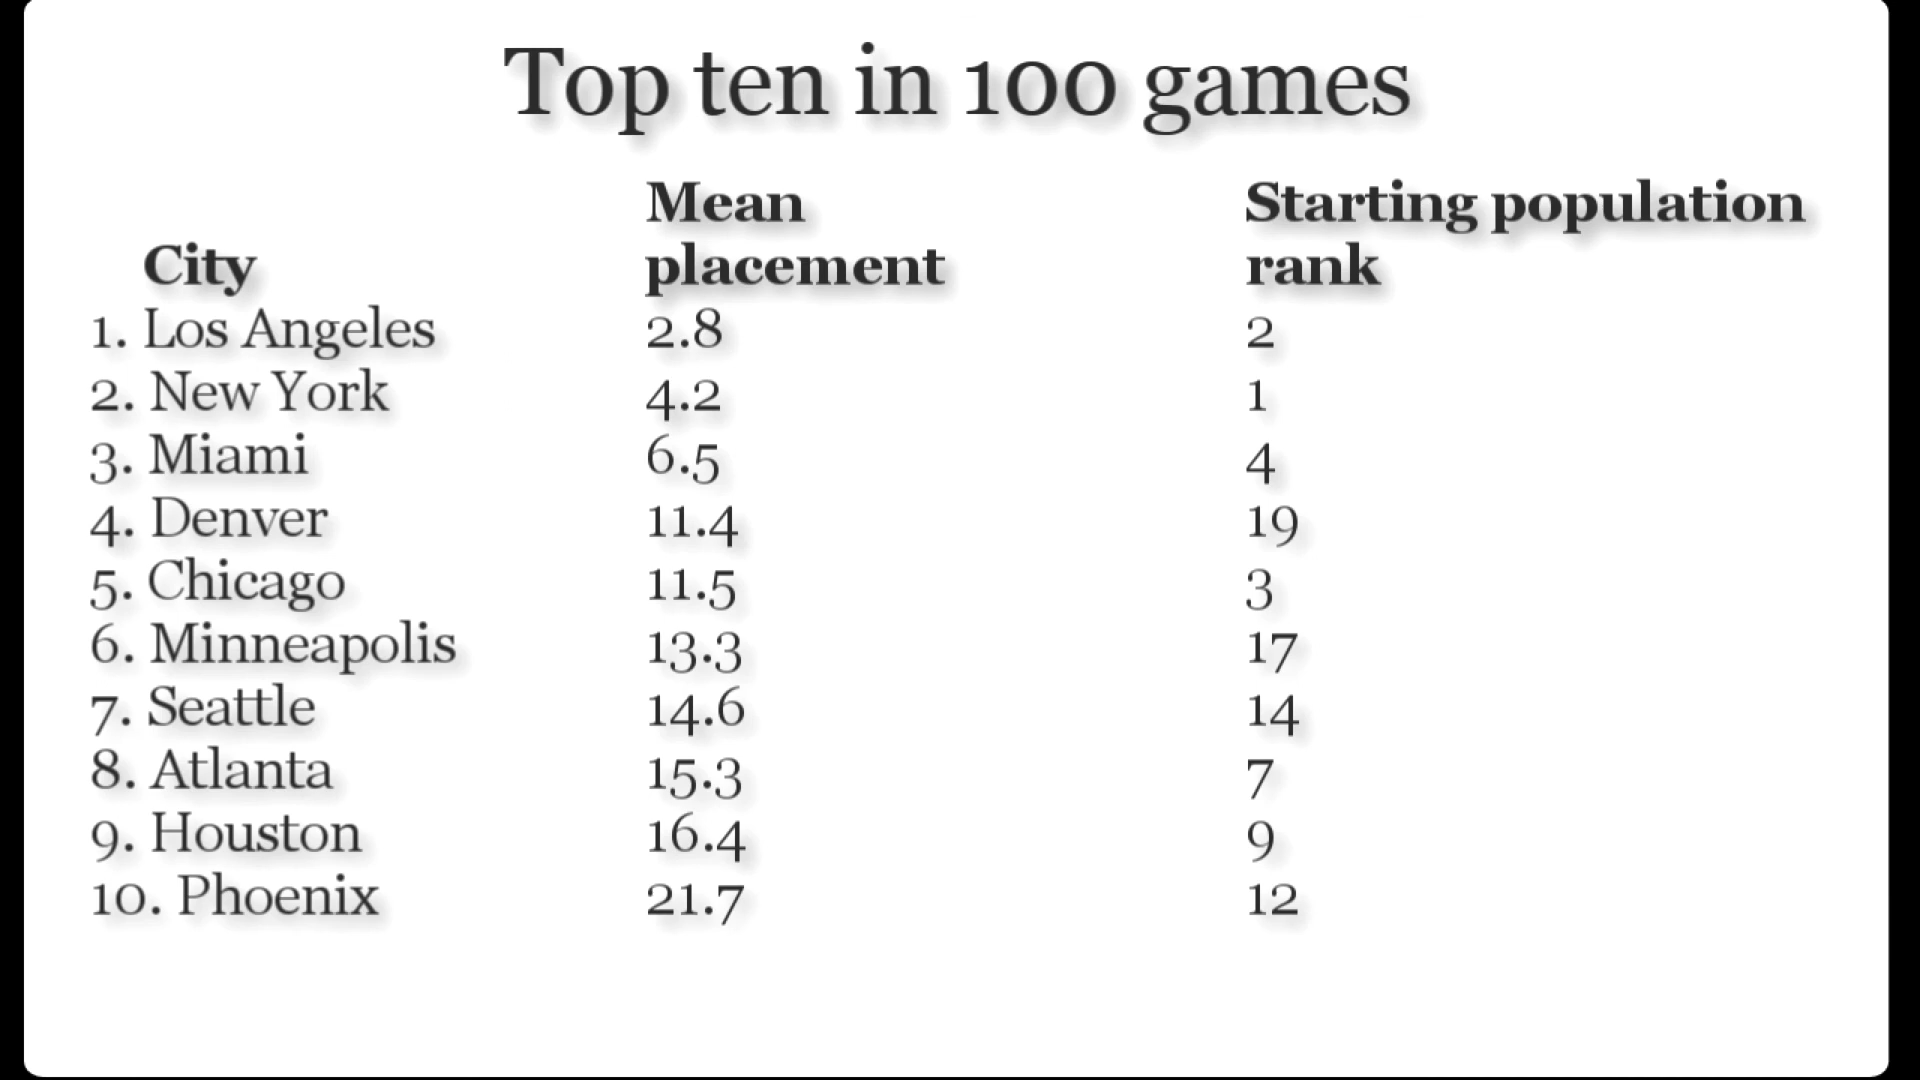 Top ten in 100 games
Mean Starting population
City placement rank
1. Los Angeles 2.8 2
2. New York 4.2 1
3. Miami 6.5 4
4. Denver 11.4 19
5. Chicago 11.5 3
6. Minneapolis 13.3 17
7. Seattle 14.6 14
8. Atlanta 15.3 7
9. Houston 16.4 9
10. Phoenix 21.7 12